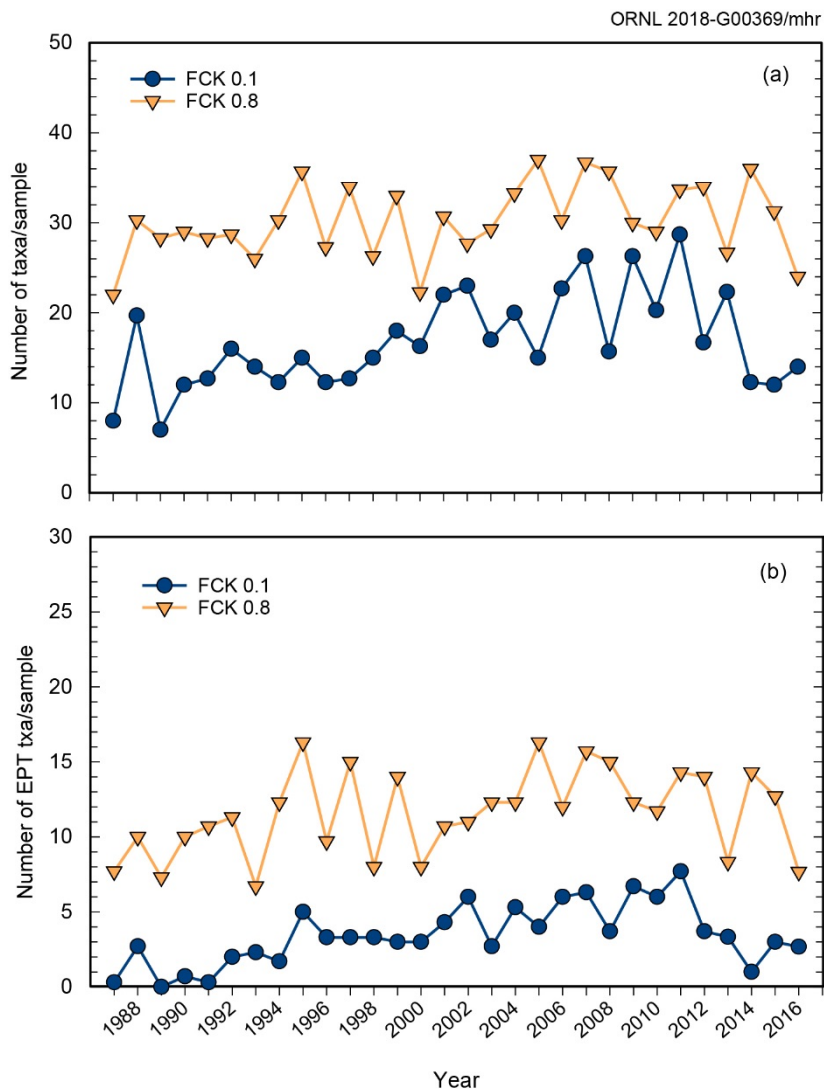 ORNL 2018-G00369/mhr
50
40
30
20
10
0
Number of taxa/sample
FCK 0.1
FCK 0.8
(a)
30
25
20
15
10
5
0
Number of EPT txa/sample
FCK 0.1
FCK 0.8
(b)
1988 1990 1992 1994 1996 1998 2000 2002 2004 2006 2008 2010 2012 2014 2016
Year